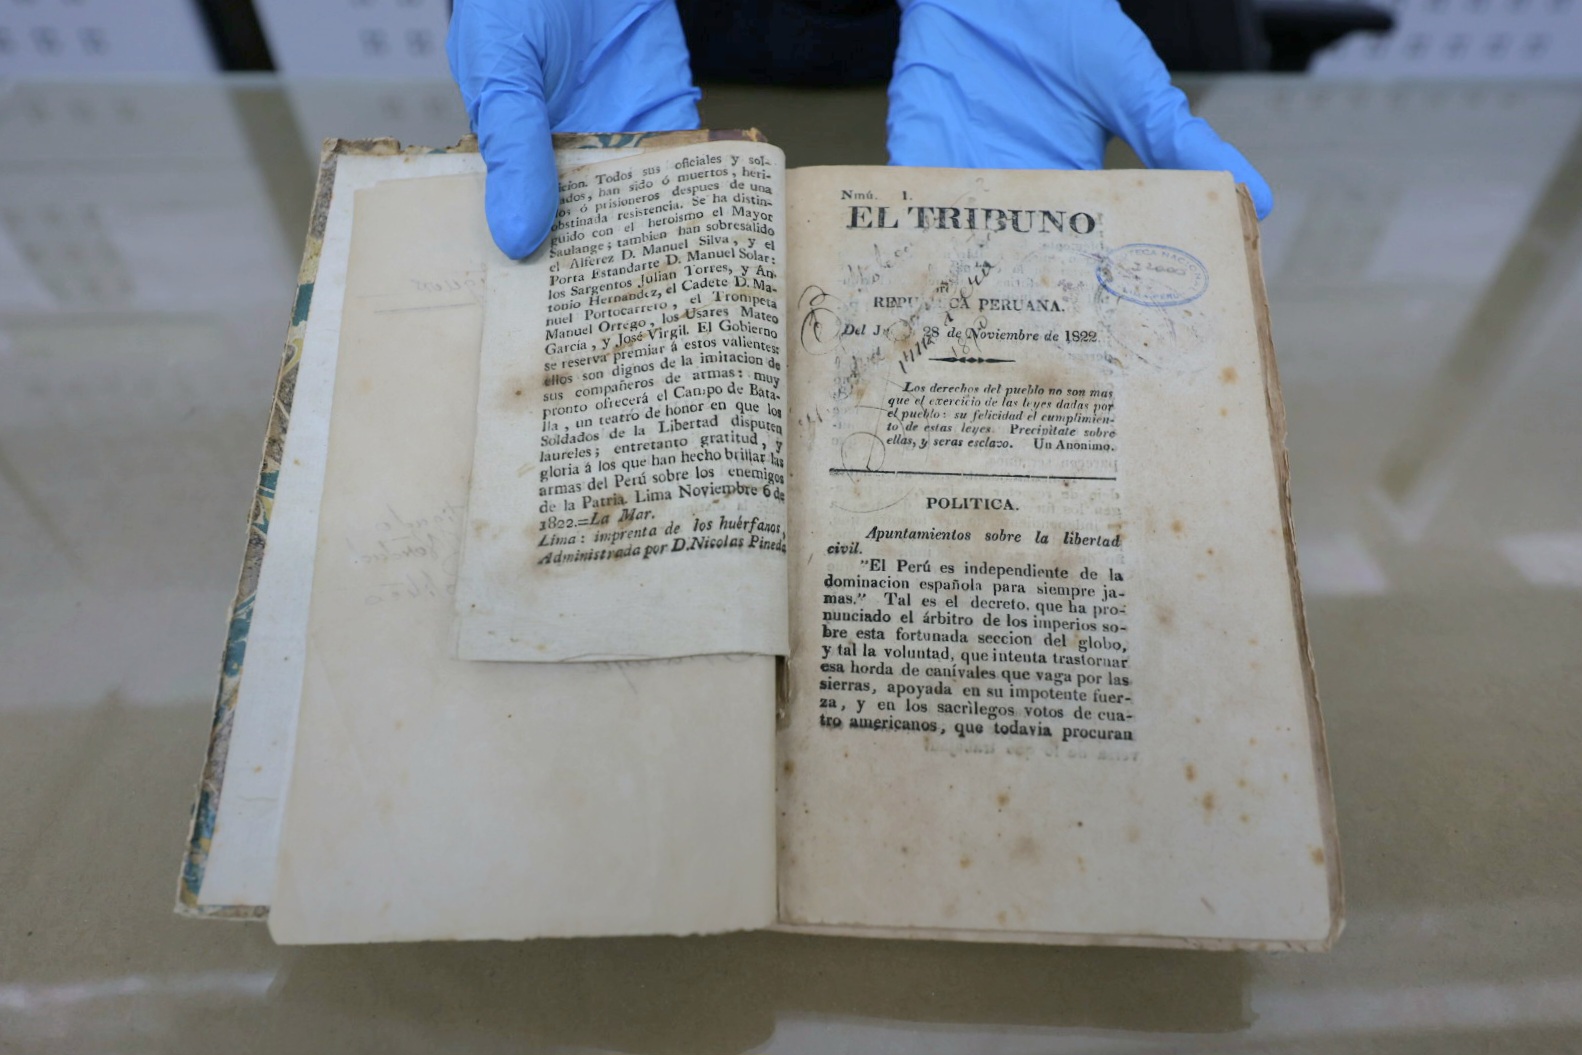 icion. Todos sus oficiales y sol-
ados, han sido ó muertos, heri-
los ó prisioneros despues de una
obstinada resistencia. Se ha distin-
guido con el heroismo el Mayor
Saulange; tambien han sobresalido
el Alferez D. Manuel Silva, y el
Porta Estandarte D. Manuel Solar:
los Sargentos Julian Torres, y An.
tonio Hernandez, el Cadete D. Ma-
nuel Portocarrero, el Trompeta
Manuel Orrego, los Usares Mateo
García, y José Virgil. El Gobierno
se reserva premiar á estos valientes:
ellos son dignos de la imitacion de
sus compañeros de armas: muy
pronto ofrecerá el Campo de Bata-
lla, un teatro de honor en que los
Soldados de la Libertad disputen
laureles; entretanto gratitud, y
gloria á los que han hecho brillar las
armas del Perú sobre los enemigos
de la Patria. Lima Noviembre 6 de
1822.=La Mar.
Lima: imprenta de los huérfanos,
Administrada por D. Nicolas Pineda
Nmú. 1.
EL TRIBUNO
REPUBLICA PERUANA.
Del 28 de Noviembre de 1822.
Los derechos del pueblo no son mas
que el exercicio de las leyes dadas por
el pueblo: su felicidad el cumplimien-
to de estas leyes. Precipitate sobre
ellas, y seras esclavo. Un Anónimo.
POLITICA.
Apuntamientos sobre la libertad
civil.
"El Perú es independiente de la
dominacion española para siempre ja-
mas." Tal es el decreto, que ha pro-
nunciado el árbitro de los imperios so-
bre esta fortunada seccion del globo,
y tal la voluntad, que intenta trastornar
esa horda de canívales que vaga por las
sierras, apoyada en su impotente fuer-
za, y en los sacrìlegos votos de cua-
tro americanos, que todavia procuran